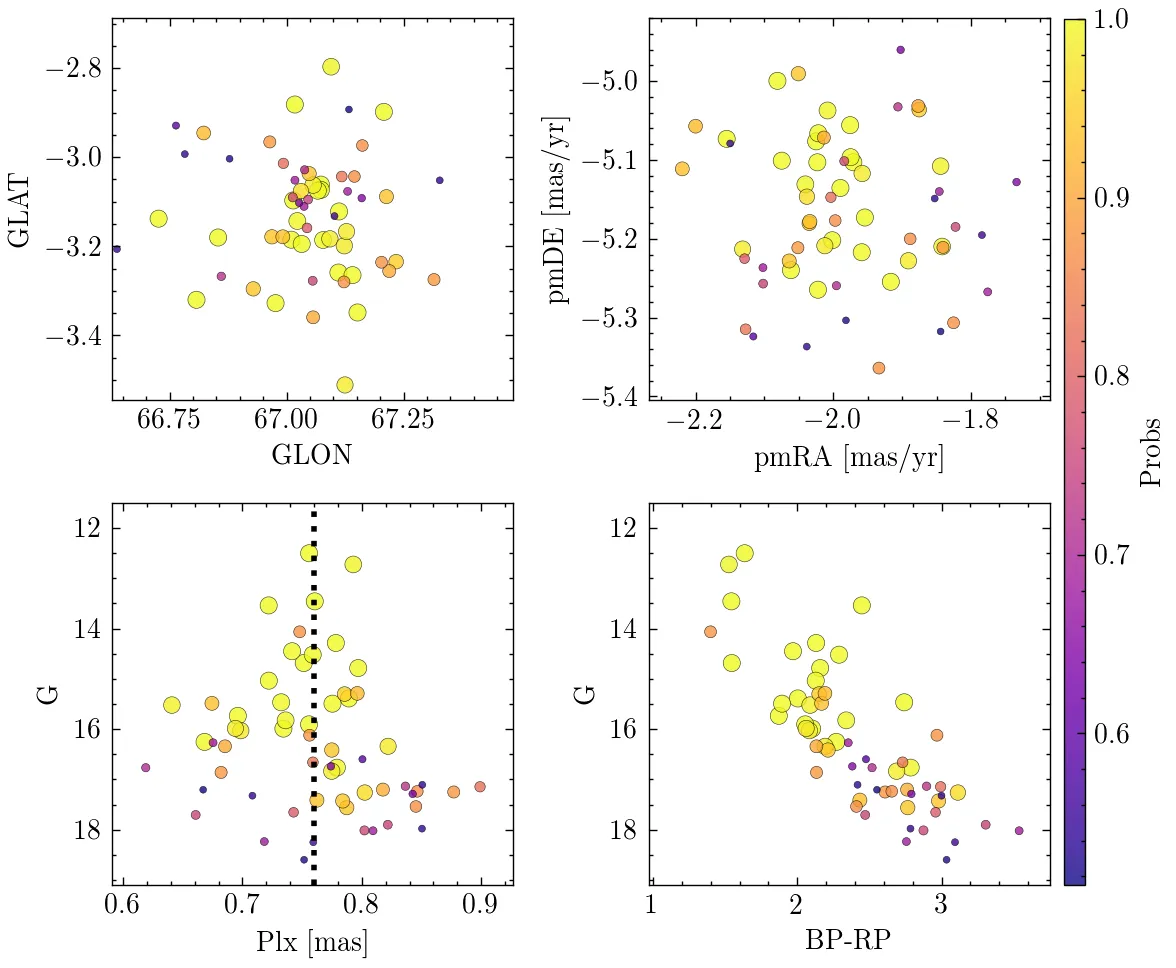 −2.8
−3.0
−3.2
−3.4
GLAT
66.75 67.00 67.25
GLON
−5.0
−5.1
−5.2
−5.3
−5.4
pmDE [mas/yr]
−2.2 −2.0 −1.8
pmRA [mas/yr]
12
14
16
18
G
0.6 0.7 0.8 0.9
Plx [mas]
12
14
16
18
G
1 2 3
BP-RP
1.0
0.9
0.8
0.7
0.6
Probs